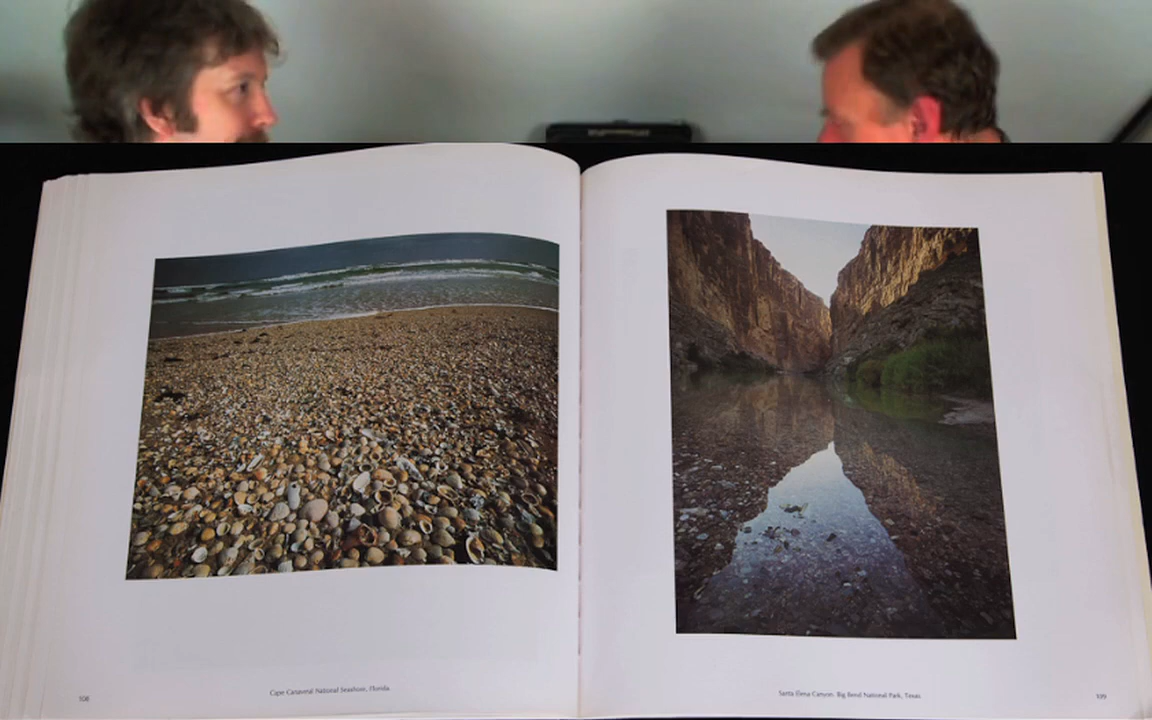 108
Cape Canaveral National Seashore, Florida.
Santa Elena Canyon. Big Bend National Park, Texas.
109